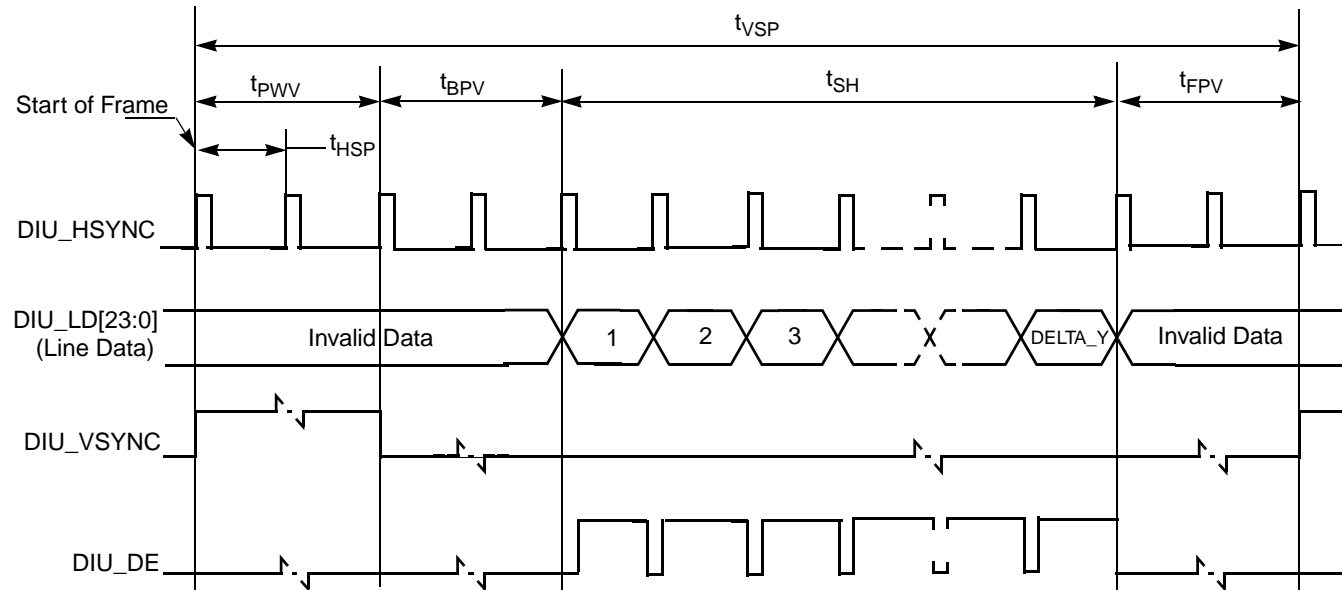 tVSP
tPWV
tBPV
tSH
tFPV
Start of Frame
tHSP
DIU_HSYNC
DIU_LD[23:0]
(Line Data)
Invalid Data
1
2
3
DELTA_Y
Invalid Data
DIU_VSYNC
DIU_DE